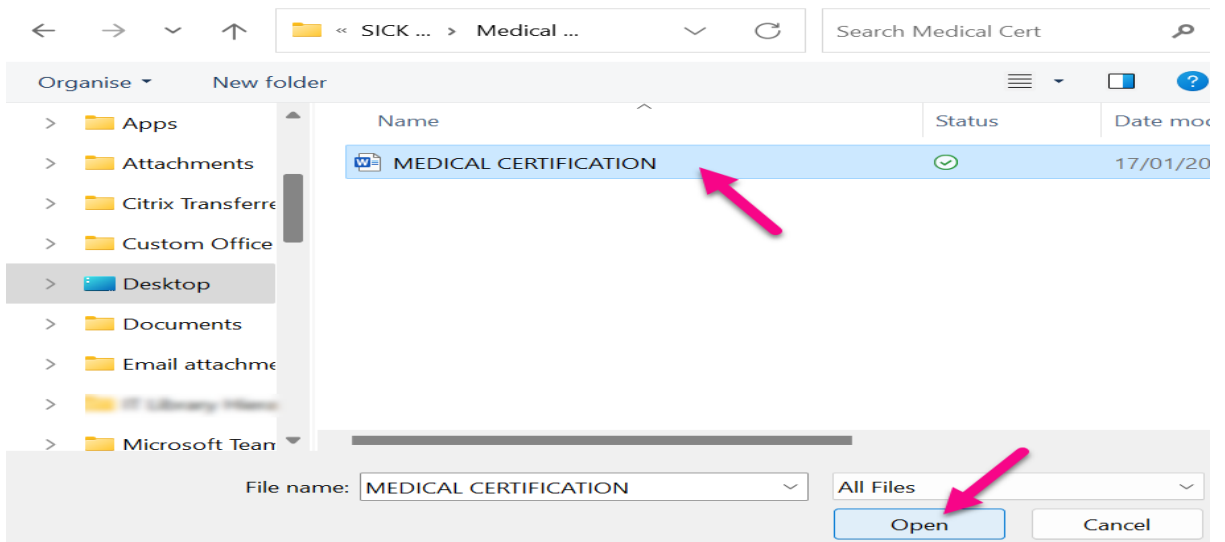 « SICK ... > Medical ...
Search Medical Cert
Organise
New folder
?
Name
Status
Date mod
> Apps
> Attachments
> Citrix Transferre
> Custom Office
> Desktop
> Documents
> Email attachme
>
> Microsoft Team
W MEDICAL CERTIFICATION
17/01/20
File name: MEDICAL CERTIFICATION
All Files
Open
Cancel